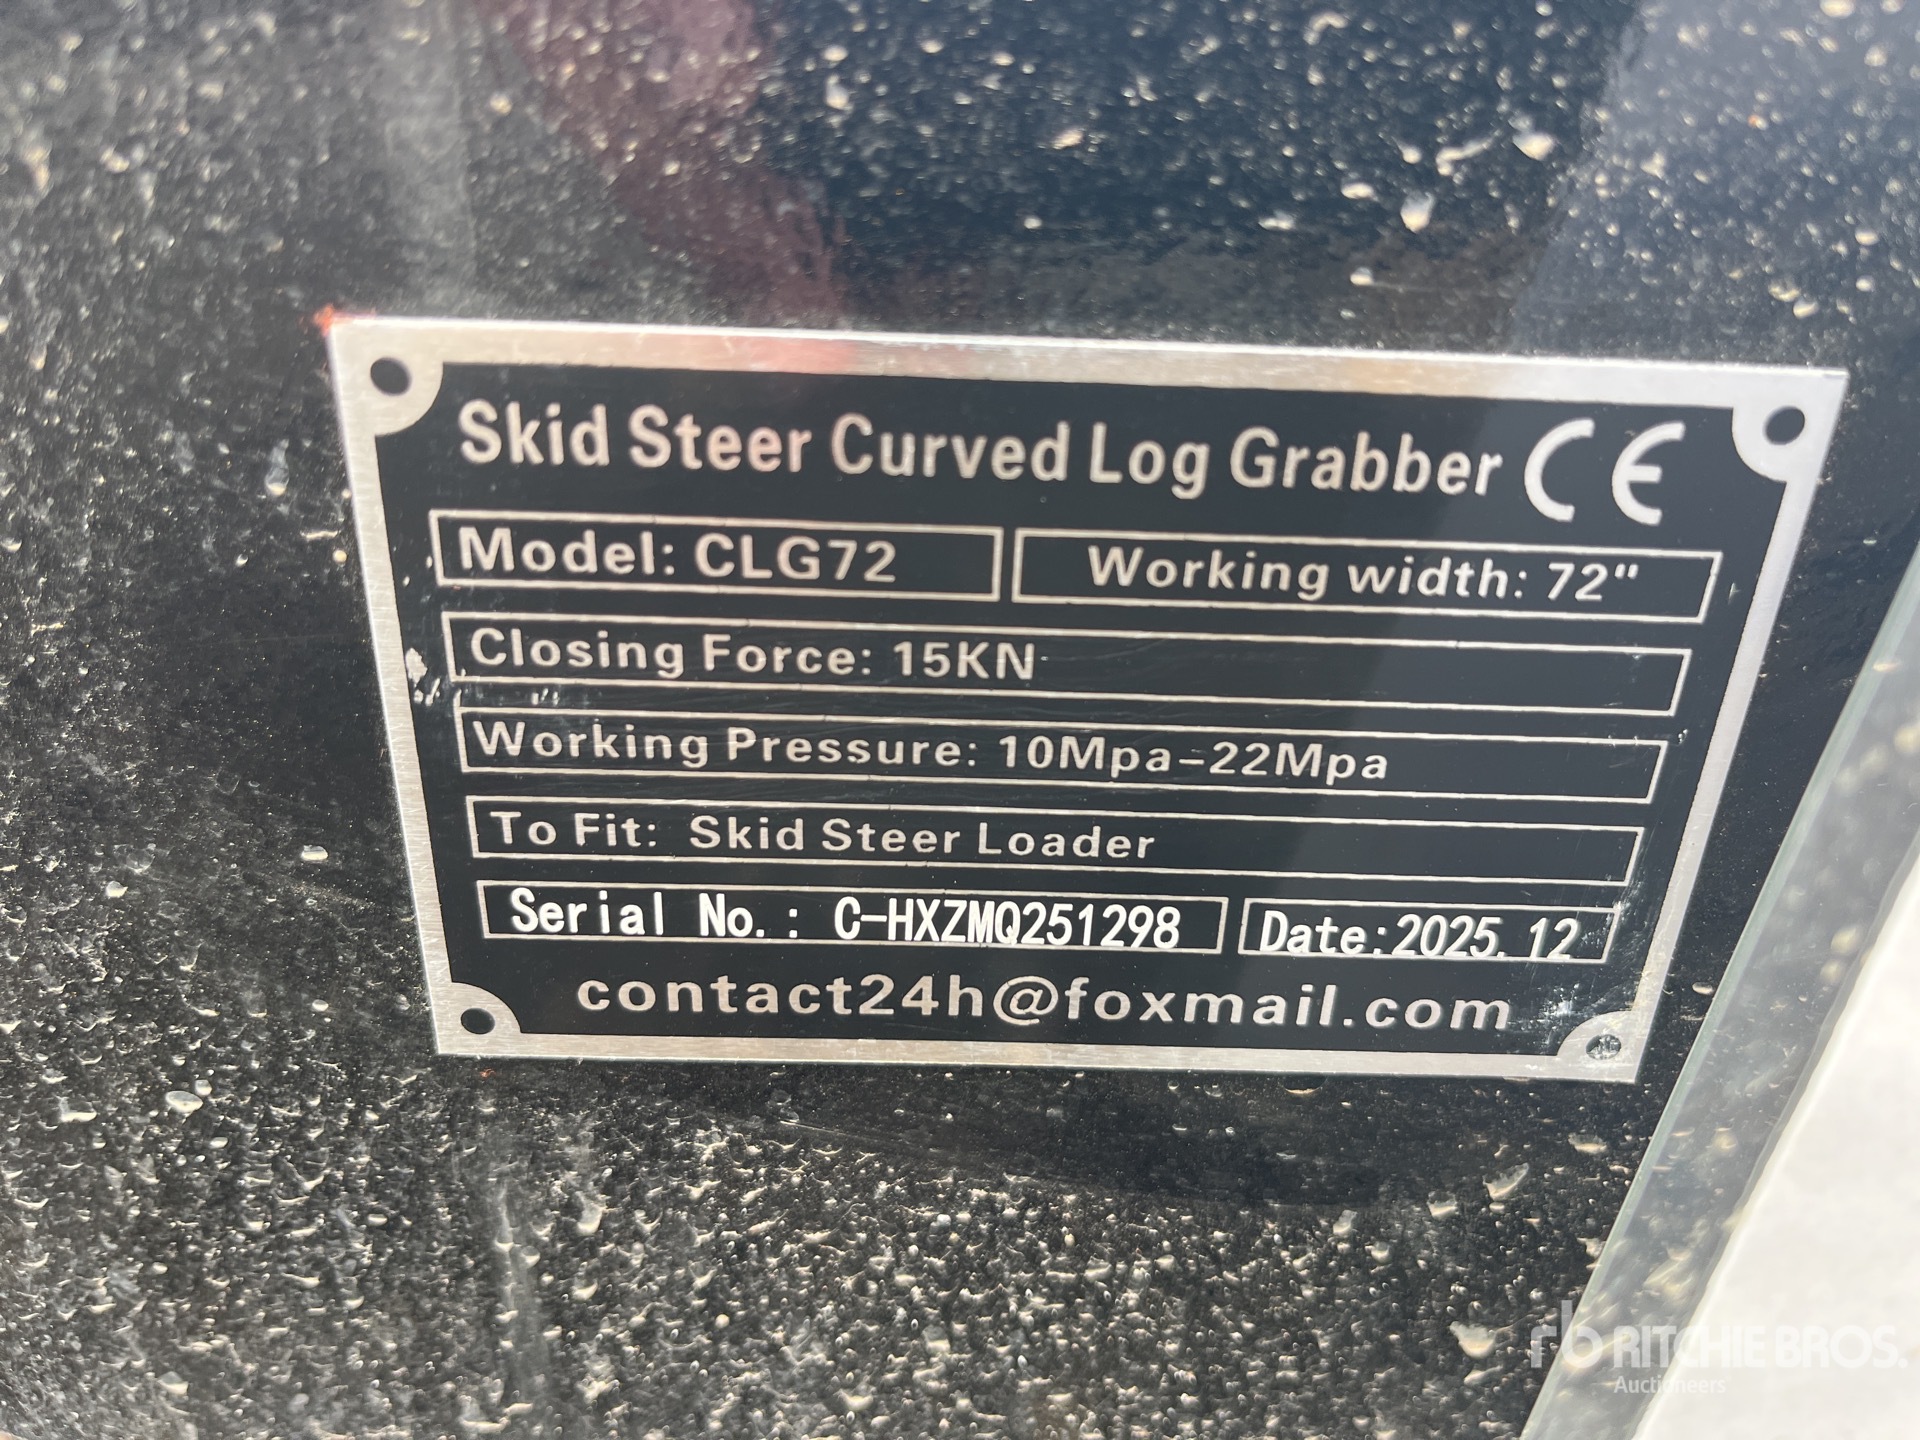 Skid Steer Curved Log Grabber CE
Model: CLG72
Working width: 72"
Closing Force: 15KN
Working Pressure: 10Mpa-22Mpa
To Fit: Skid Steer Loader
Serial No.: C-HXZMQ251298
Date:2025.12
contact24h@foxmail.com
rb RITCHIE BROS.
Auctioneers